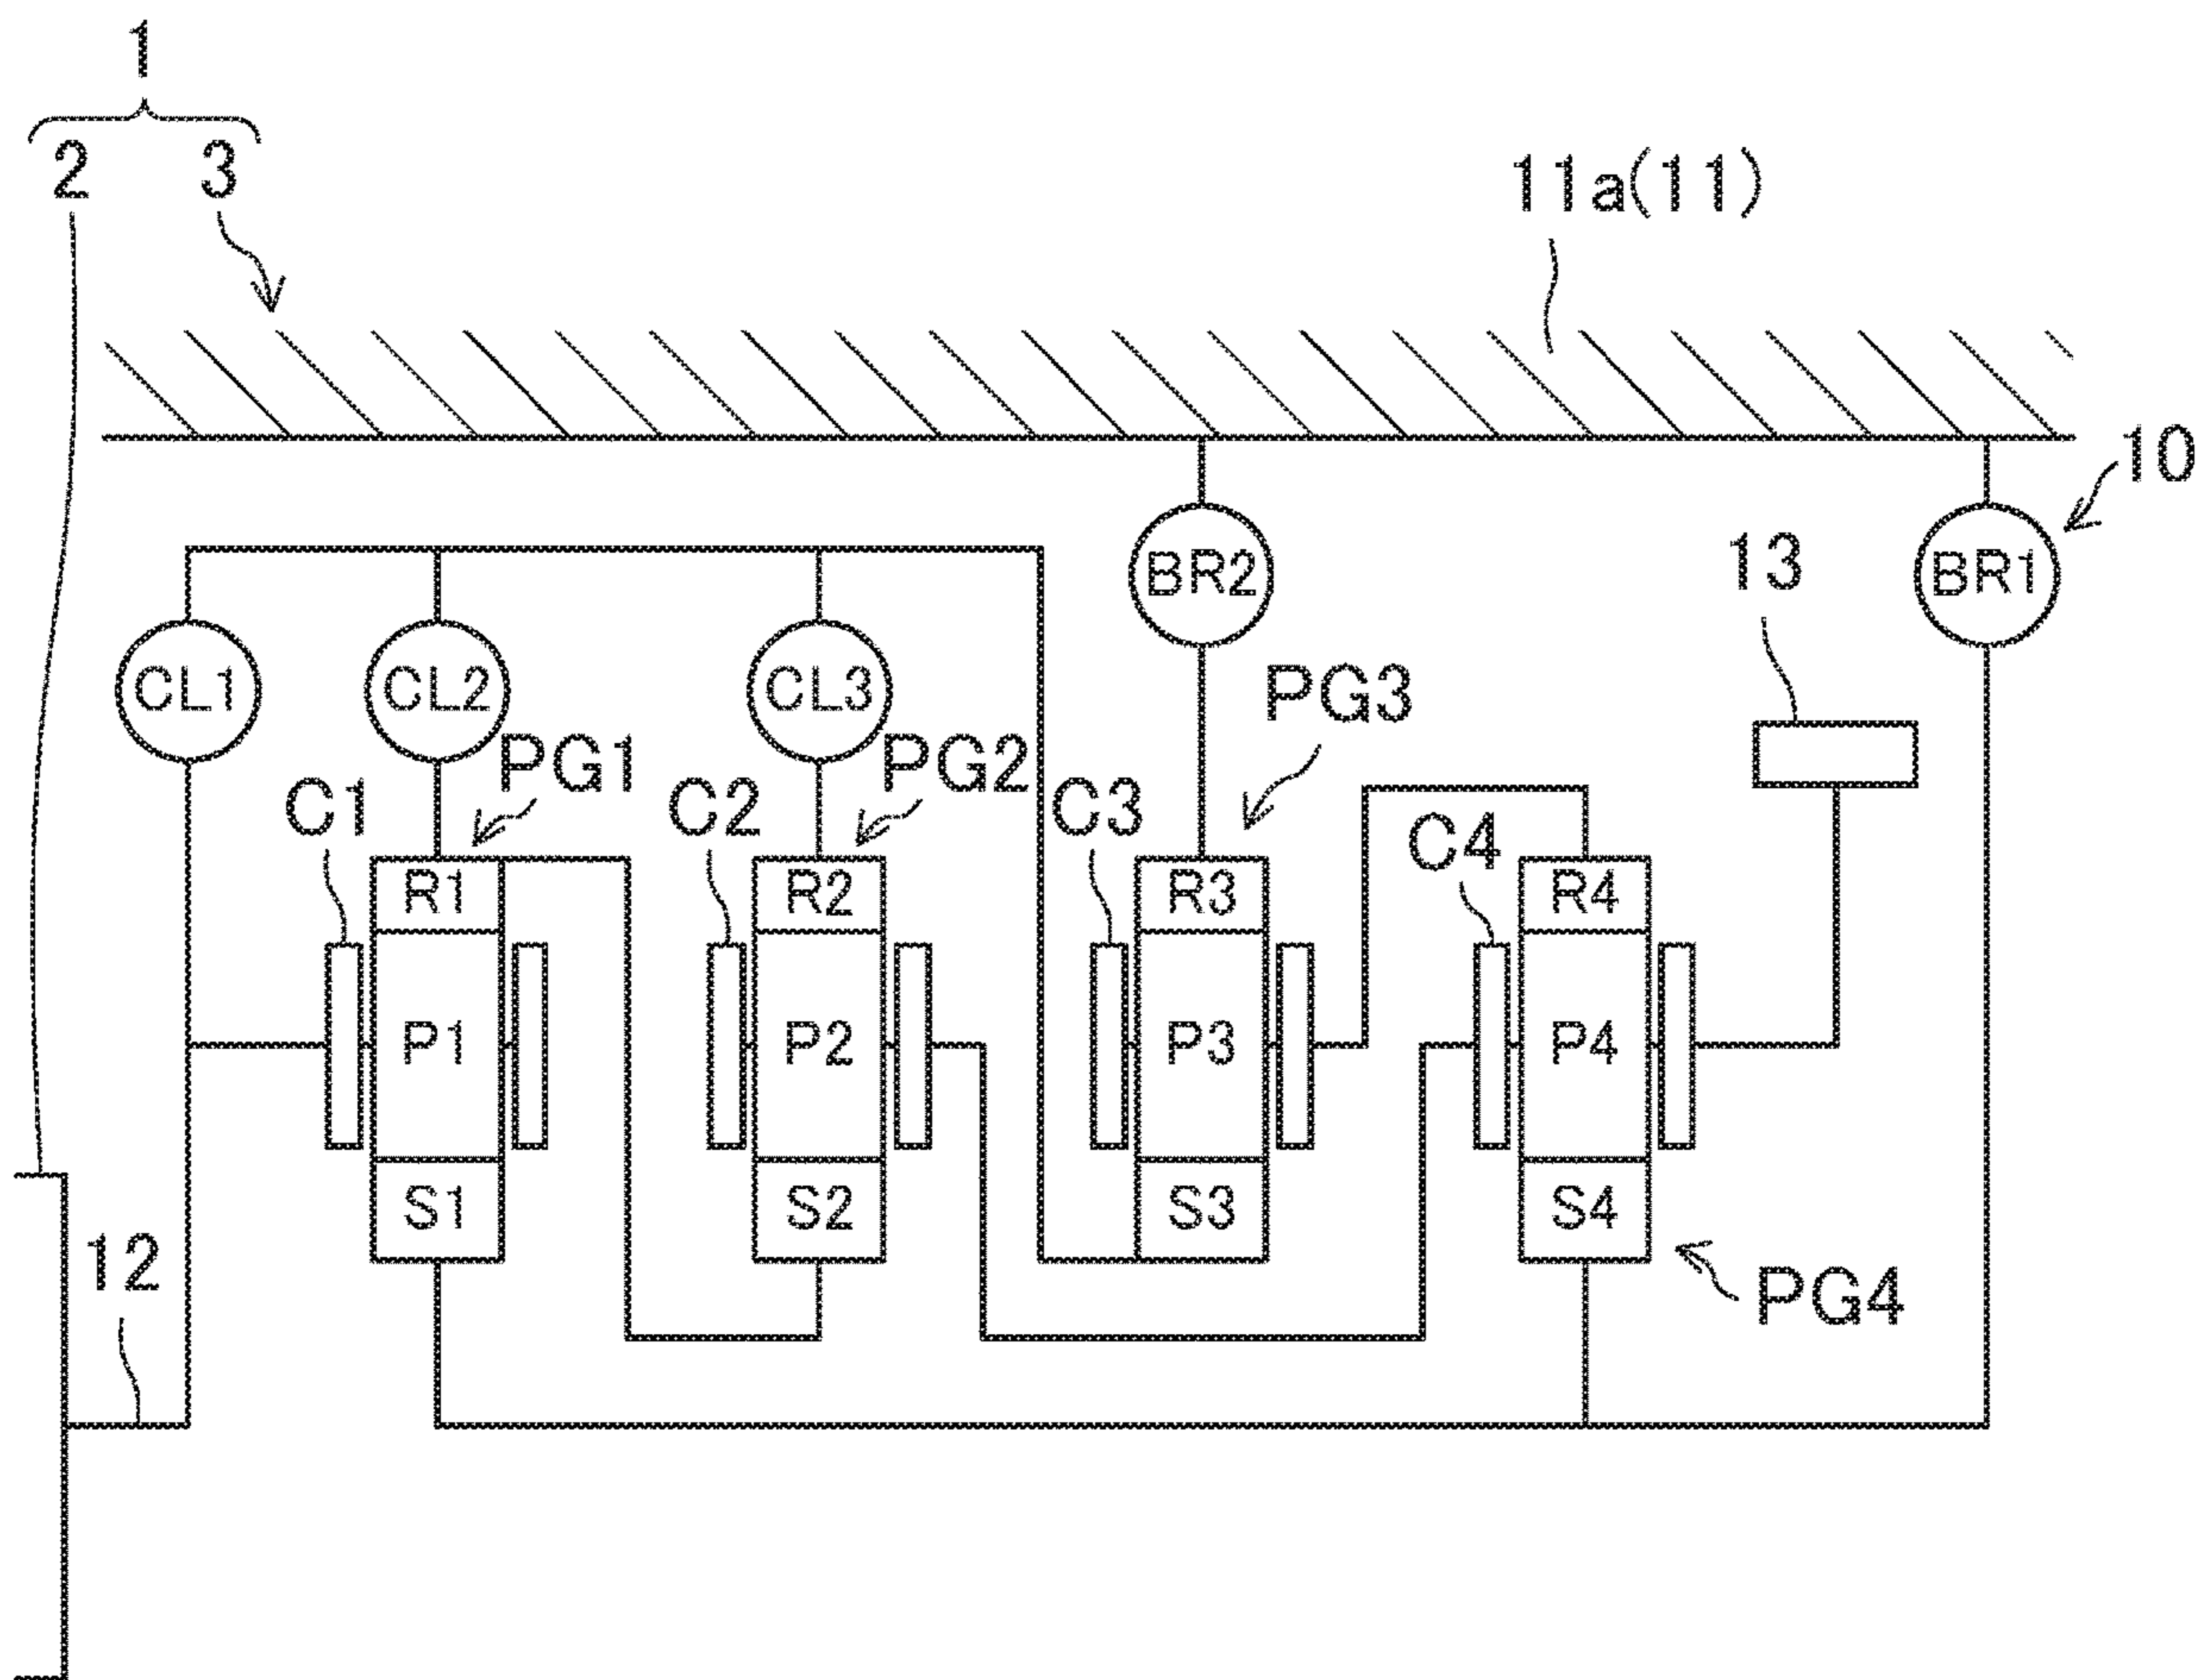 1
2 3
11a(11)
10
BR2 13 BR1
CL1 CL2 CL3 PG3
PG1 PG2
C1 C2 C3 C4
R1 R2 R3 R4
P1 P2 P3 P4
S1 S2 S3 S4
12 PG4